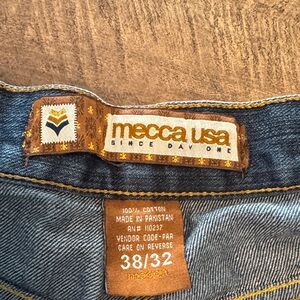 mecca usa
SINCE DAY ONE
100% COTTON
MADE IN PAKISTAN
RN# 110237
VENDOR CODE-PAR
CARE ON REVERSE
38/32